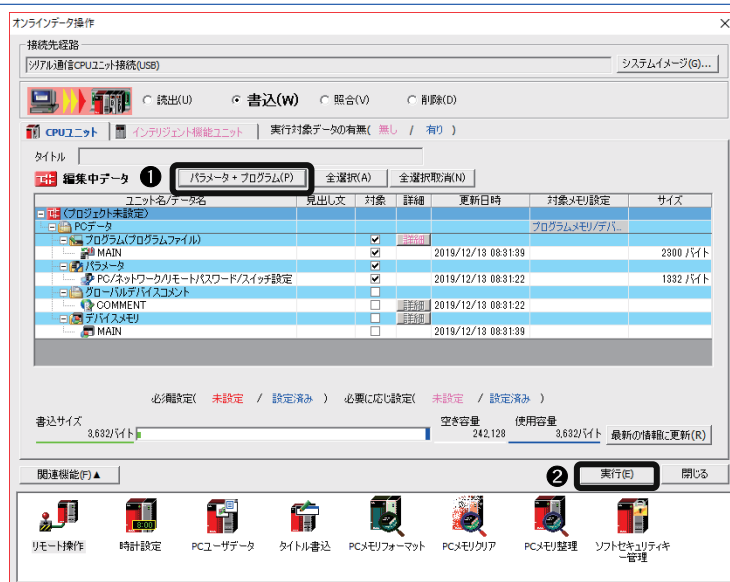 オンラインデータ操作
接続先経路
シリアル通信CPUユニット接続(USB)
システムイメージ(G)...
読出(U) 書込(W) 照合(V) 削除(D)
CPUユニット インテリジェント機能ユニット 実行対象データの有無( 無し / 有り )
タイトル
編集中データ ❶ パラメータ + プログラム(P) 全選択(A) 全選択取消(N)
ユニット名/データ名 見出し文 対象 詳細 更新日時 対象メモリ設定 サイズ
(プロジェクト未設定)
PCデータ プログラムメモリ/デバ...
プログラム(プログラムファイル) 詳細
MAIN 2019/12/13 08:31:39 2300 バイト
パラメータ
PC/ネットワーク/リモートパスワード/スイッチ設定 2019/12/13 08:31:22 1332 バイト
グローバルデバイスコメント
COMMENT 詳細 2019/12/13 08:31:22
デバイスメモリ 詳細
MAIN 2019/12/13 08:31:39
必須設定( 未設定 / 設定済み ) 必要に応じ設定( 未設定 / 設定済み )
書込サイズ 空き容量 使用容量
3,632バイト 242,128 3,632バイト 最新の情報に更新(R)
関連機能(F)▲ ❷ 実行(E) 閉じる
リモート操作 時計設定 PCユーザデータ タイトル書込 PCメモリフォーマット PCメモリクリア PCメモリ整理 ソフトセキュリティキ
ー管理